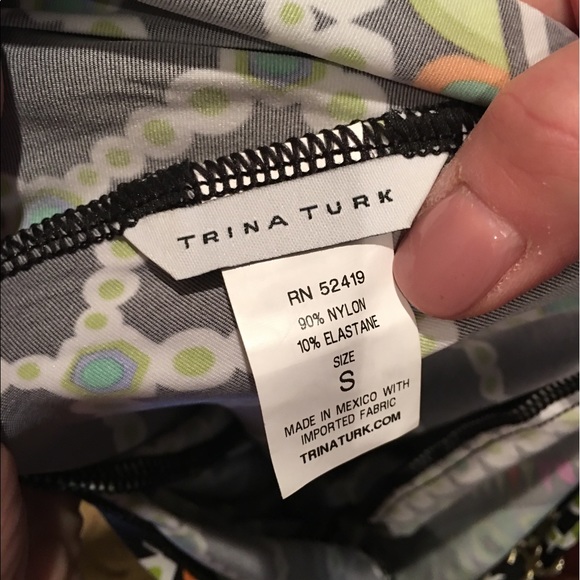 TRINA TURK
RN 52419
90% NYLON
10% ELASTANE
SIZE
S
MADE IN MEXICO WITH
IMPORTED FABRIC
TRINATURK.COM